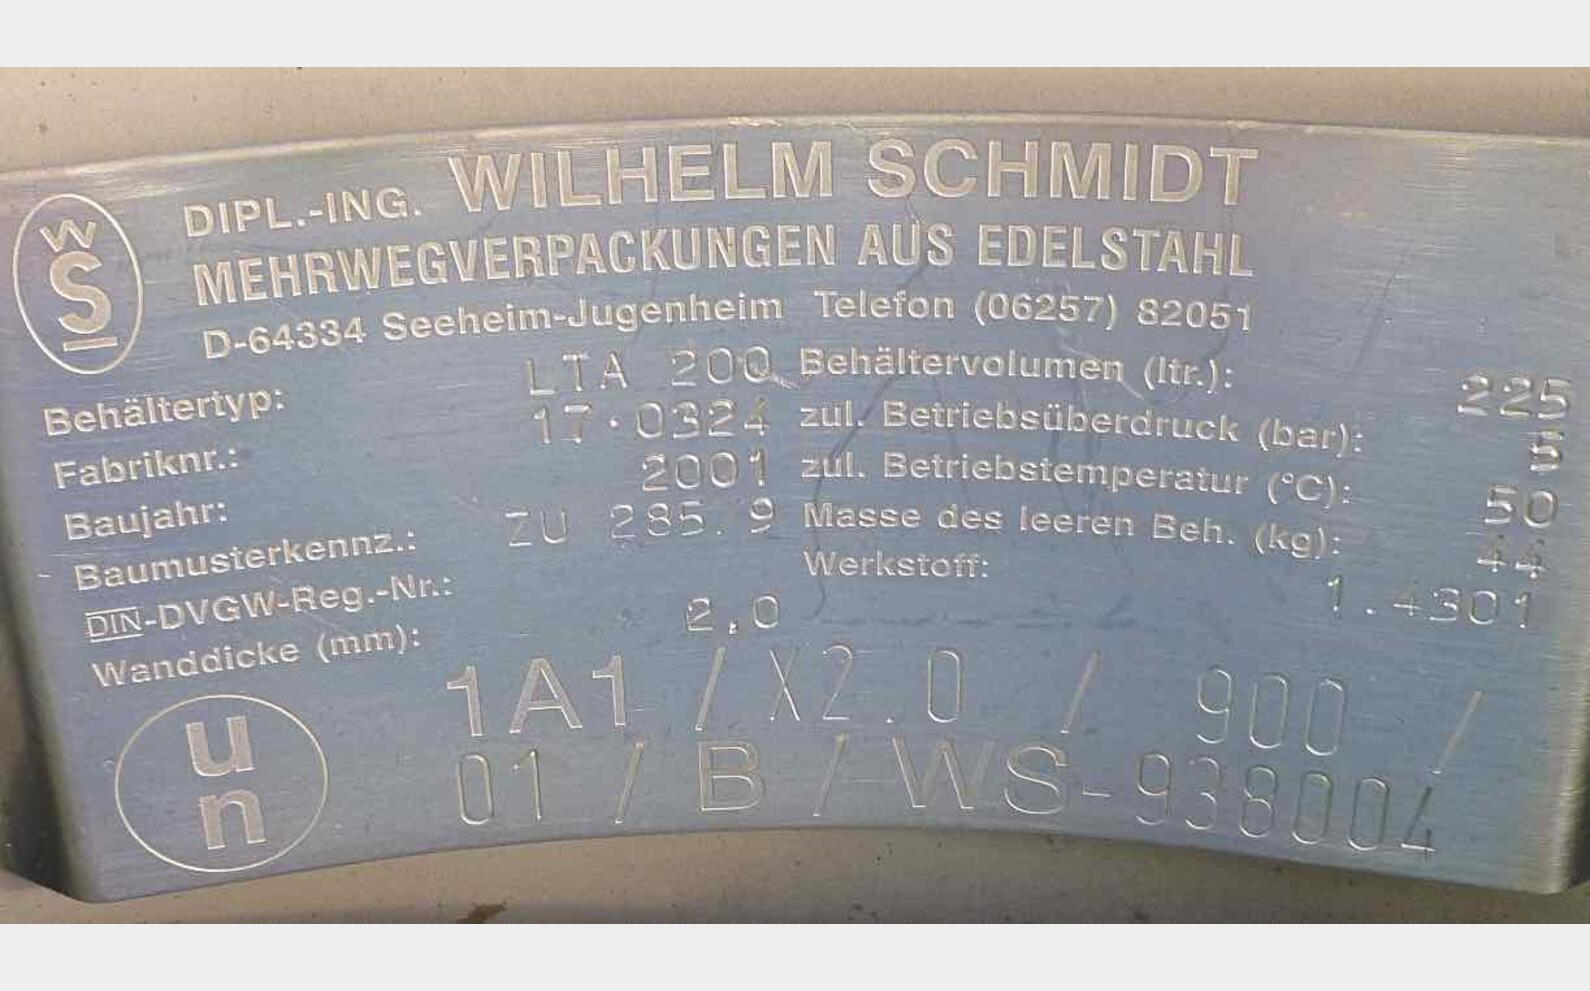 WS
DIPL.-ING. WILHELM SCHMIDT
MEHRWEGVERPACKUNGEN AUS EDELSTAHL
D-64334 Seeheim-Jugenheim Telefon (06257) 82051
Behältertyp: LTA 200
Fabriknr.: 17.0324
Baujahr: 2001
Baumusterkennz.: ZU 285.9
DIN-DVGW-Reg.-Nr.:
Wanddicke (mm): 2,0
Behältervolumen (ltr.): 225
zul. Betriebsüberdruck (bar): 5
zul. Betriebstemperatur (°C): 50
Masse des leeren Beh. (kg): 44
Werkstoff: 1.4301
un
1A1 / X2.0 / 900 /
01 / B / WS-938004